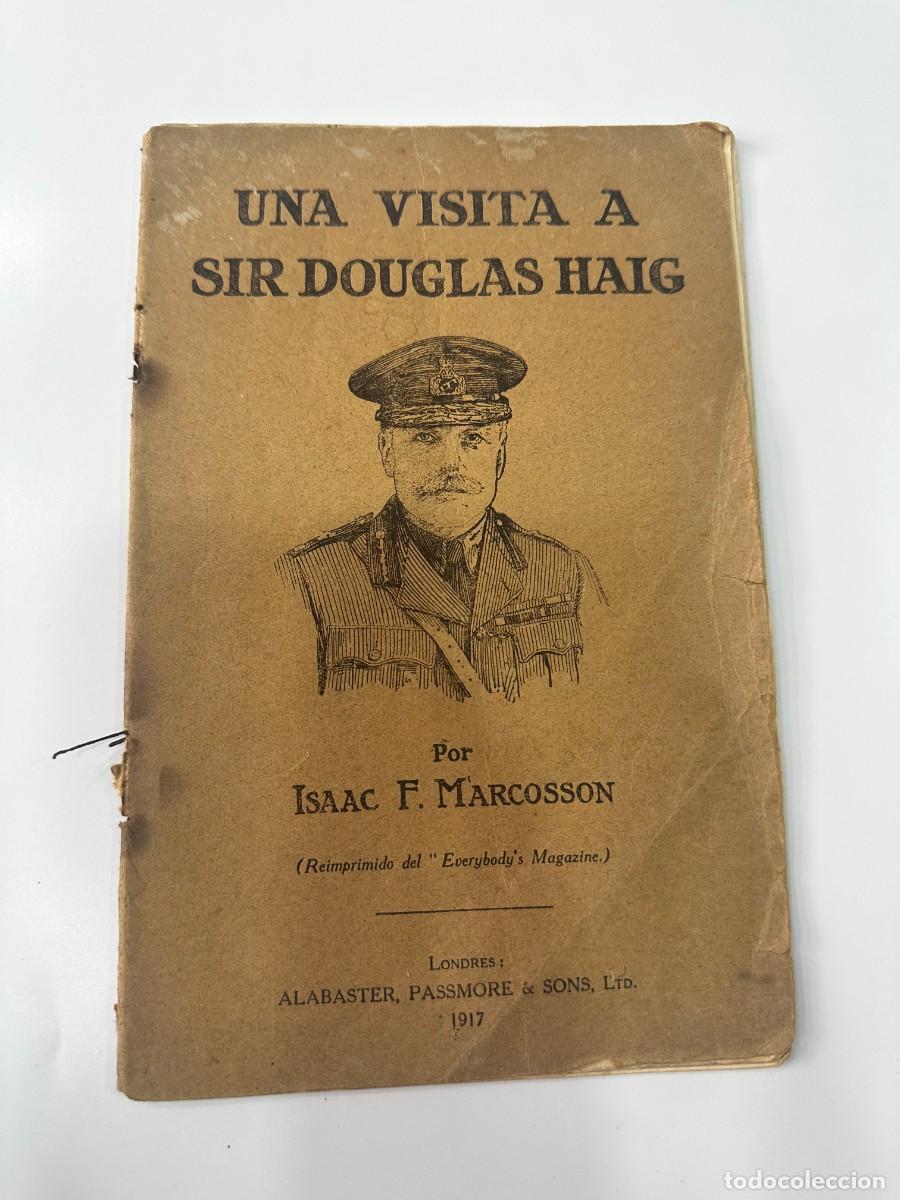 UNA VISITA A
SIR DOUGLAS HAIG
Por
ISAAC F. MARCOSSON
(Reimprimido del "Everybody's Magazine.)
LONDRES:
ALABASTER, PASSMORE & SONS, LTD.
1917
todocoleccion